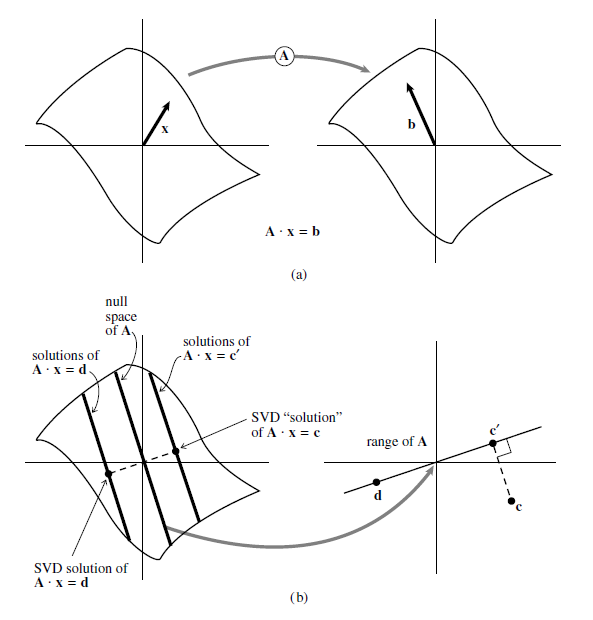 A
x
b
A · x = b
(a)
null
space
of A
solutions of
A · x = d
solutions of
A · x = c′
SVD “solution”
of A · x = c
range of A
c′
d
c
SVD solution of
A · x = d
(b)